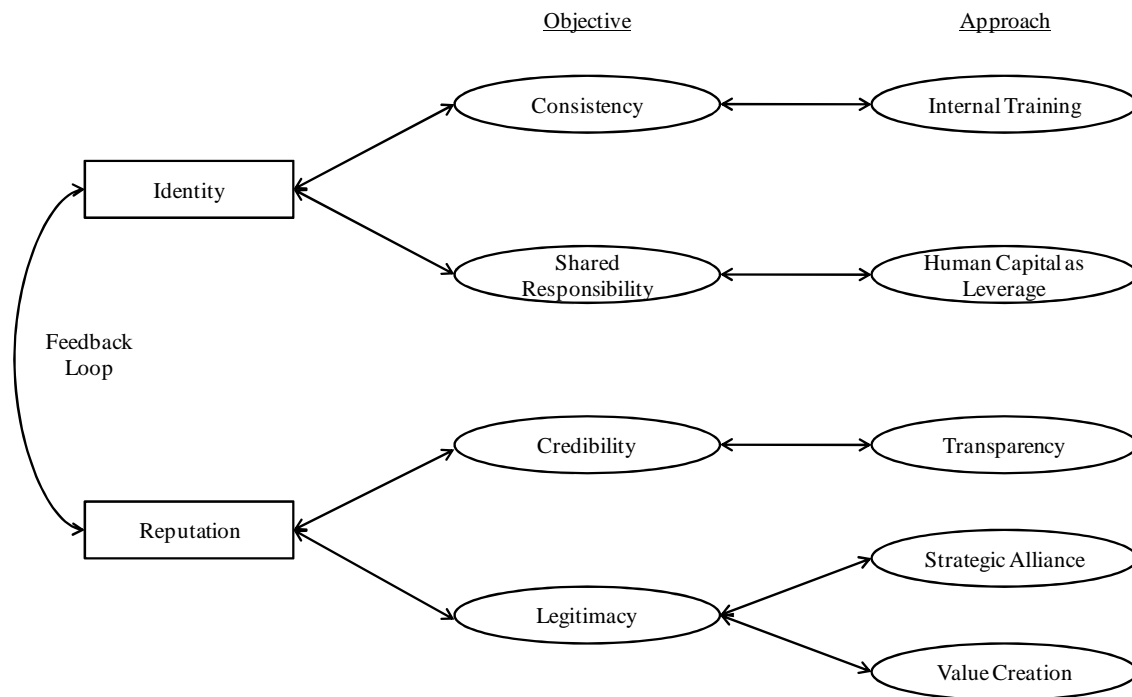 Objective
Approach
Consistency
Internal Training
Identity
Shared
Responsibility
Human Capital as
Leverage
Feedback
Loop
Credibility
Transparency
Reputation
Strategic Alliance
Legitimacy
Value Creation